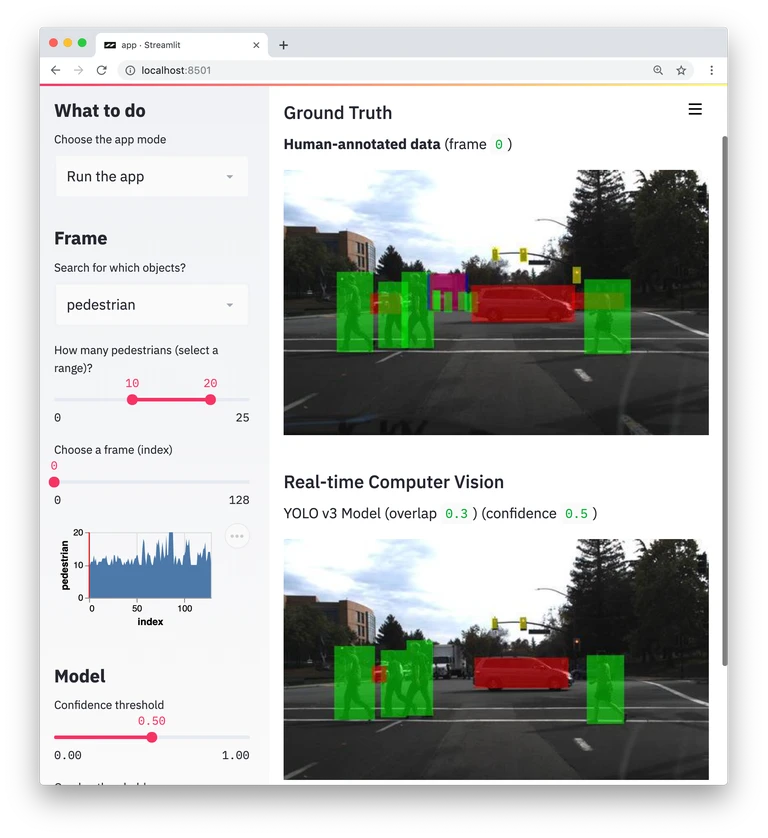 app · Streamlit
localhost:8501
What to do
Choose the app mode
Run the app
Frame
Search for which objects?
pedestrian
How many pedestrians (select a
range)?
10 20
0 25
Choose a frame (index)
0
0 128
20
10
0
pedestrian
0 50 100
index
Model
Confidence threshold
0.50
0.00 1.00
Ground Truth
Human-annotated data (frame 0 )
Real-time Computer Vision
YOLO v3 Model (overlap 0.3 ) (confidence 0.5 )